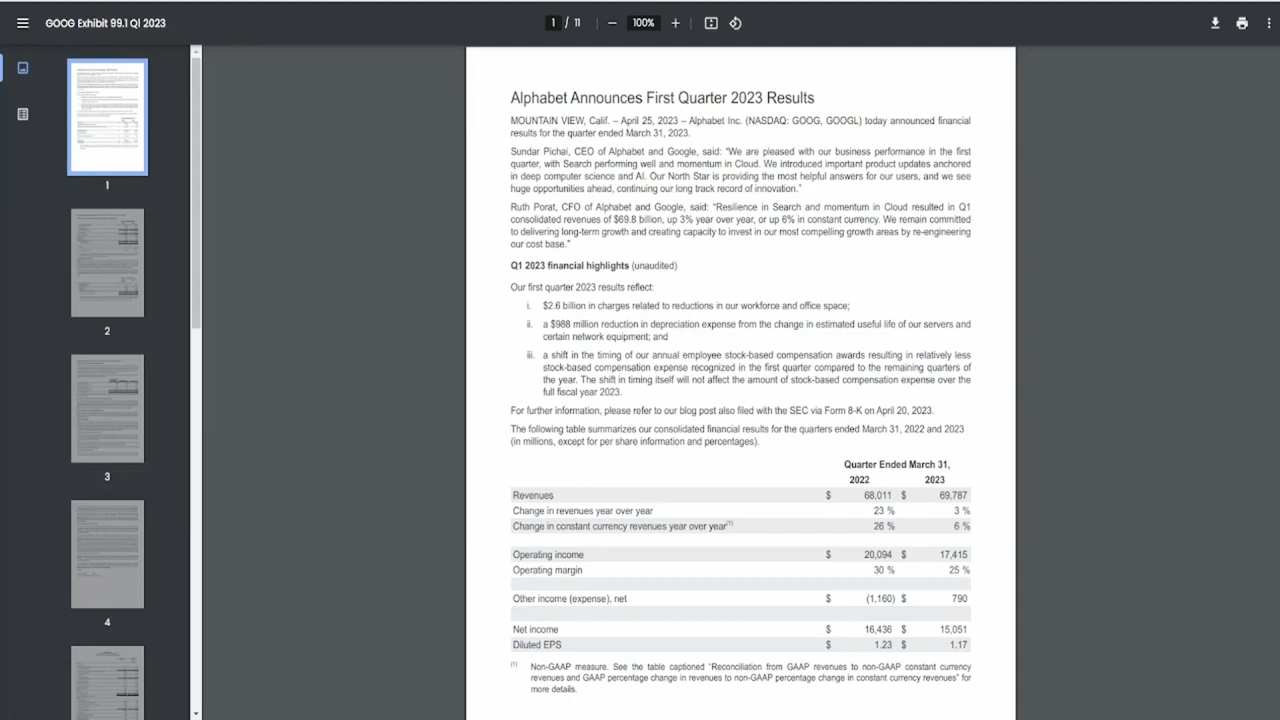 GOOG Exhibit 99.1 Q1 2023
1 / 11 — 100% +
Alphabet Announces First Quarter 2023 Results
MOUNTAIN VIEW, Calif. – April 25, 2023 – Alphabet Inc. (NASDAQ: GOOG, GOOGL) today announced financial
results for the quarter ended March 31, 2023.
Sundar Pichai, CEO of Alphabet and Google, said: “We are pleased with our business performance in the first
quarter, with Search performing well and momentum in Cloud. We introduced important product updates anchored
in deep computer science and AI. Our North Star is providing the most helpful answers for our users, and we see
huge opportunities ahead, continuing our long track record of innovation.”
Ruth Porat, CFO of Alphabet and Google, said: “Resilience in Search and momentum in Cloud resulted in Q1
consolidated revenues of $69.8 billion, up 3% year over year, or up 6% in constant currency. We remain committed
to delivering long-term growth and creating capacity to invest in our most compelling growth areas by re-engineering
our cost base.”
Q1 2023 financial highlights (unaudited)
Our first quarter 2023 results reflect:
i. $2.6 billion in charges related to reductions in our workforce and office space;
ii. a $988 million reduction in depreciation expense from the change in estimated useful life of our servers and
certain network equipment; and
iii. a shift in the timing of our annual employee stock-based compensation awards resulting in relatively less
stock-based compensation expense recognized in the first quarter compared to the remaining quarters of
the year. The shift in timing itself will not affect the amount of stock-based compensation expense over the
full fiscal year 2023.
For further information, please refer to our blog post also filed with the SEC via Form 8-K on April 20, 2023.
The following table summarizes our consolidated financial results for the quarters ended March 31, 2022 and 2023
(in millions, except for per share information and percentages).
Quarter Ended March 31,
2022 2023
Revenues $ 68,011 $ 69,787
Change in revenues year over year 23 % 3 %
Change in constant currency revenues year over year(1) 26 % 6 %
Operating income $ 20,094 $ 17,415
Operating margin 30 % 25 %
Other income (expense), net $ (1,160) $ 790
Net income $ 16,436 $ 15,051
Diluted EPS $ 1.23 $ 1.17
(1) Non-GAAP measure. See the table captioned “Reconciliation from GAAP revenues to non-GAAP constant currency
revenues and GAAP percentage change in revenues to non-GAAP percentage change in constant currency revenues” for
more details.
1
2
3
4